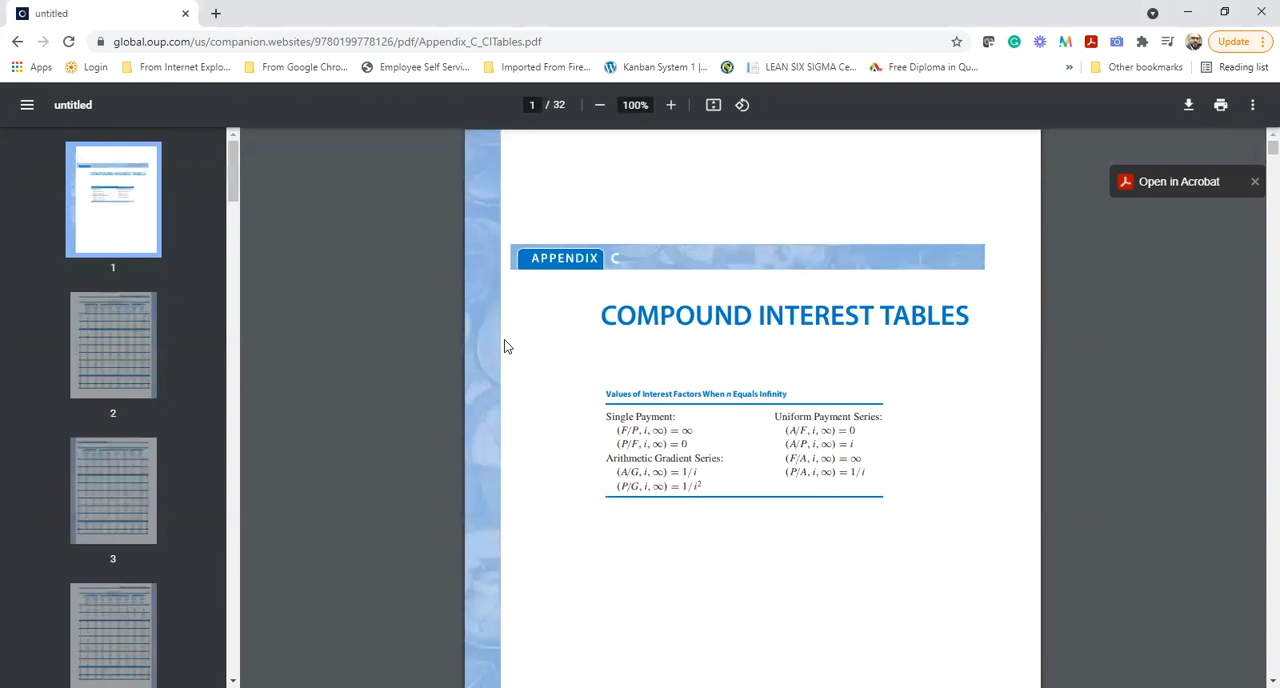 untitled
global.oup.com/us/companion.websites/9780199778126/pdf/Appendix_C_CITables.pdf
Update
Apps Login From Internet Explo... From Google Chro... Employee Self Servi... Imported From Fire... Kanban System 1 |... LEAN SIX SIGMA Ce... Free Diploma in Qu... » Other bookmarks Reading list
untitled 1 / 32 100%
Open in Acrobat
1
2
3
APPENDIX C
COMPOUND INTEREST TABLES
Values of Interest Factors When n Equals Infinity
Single Payment: Uniform Payment Series:
(F/P, i, ∞) = ∞ (A/F, i, ∞) = 0
(P/F, i, ∞) = 0 (A/P, i, ∞) = i
Arithmetic Gradient Series: (F/A, i, ∞) = ∞
(A/G, i, ∞) = 1/i (P/A, i, ∞) = 1/i
(P/G, i, ∞) = 1/i²